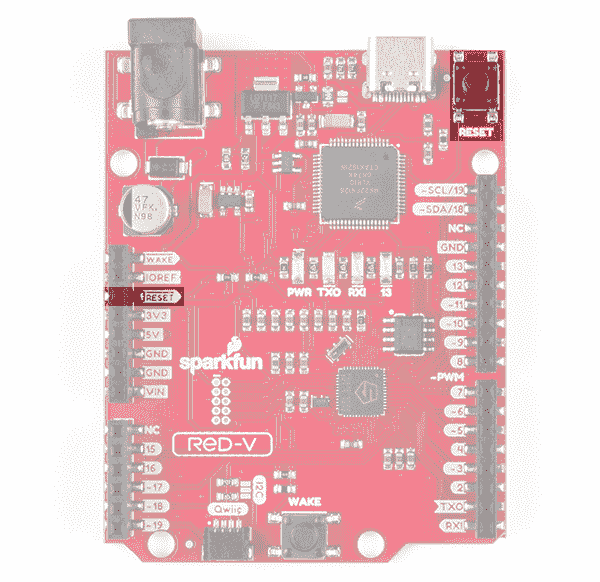 47
VFK
N98
RESET
~SCL/19
~SDA/18
NC
GND
13
12
~11
~10
~9
8
~PWM
7
~6
~5
4
~3
2
TXO
RXI
WAKE
IOREF
RESET
3V3
5V
GND
GND
VIN
NC
15
16
~17
~18
~19
PWR TXO RXI 13
sparkfun
RED-V
I2C
Qwiic
WAKE